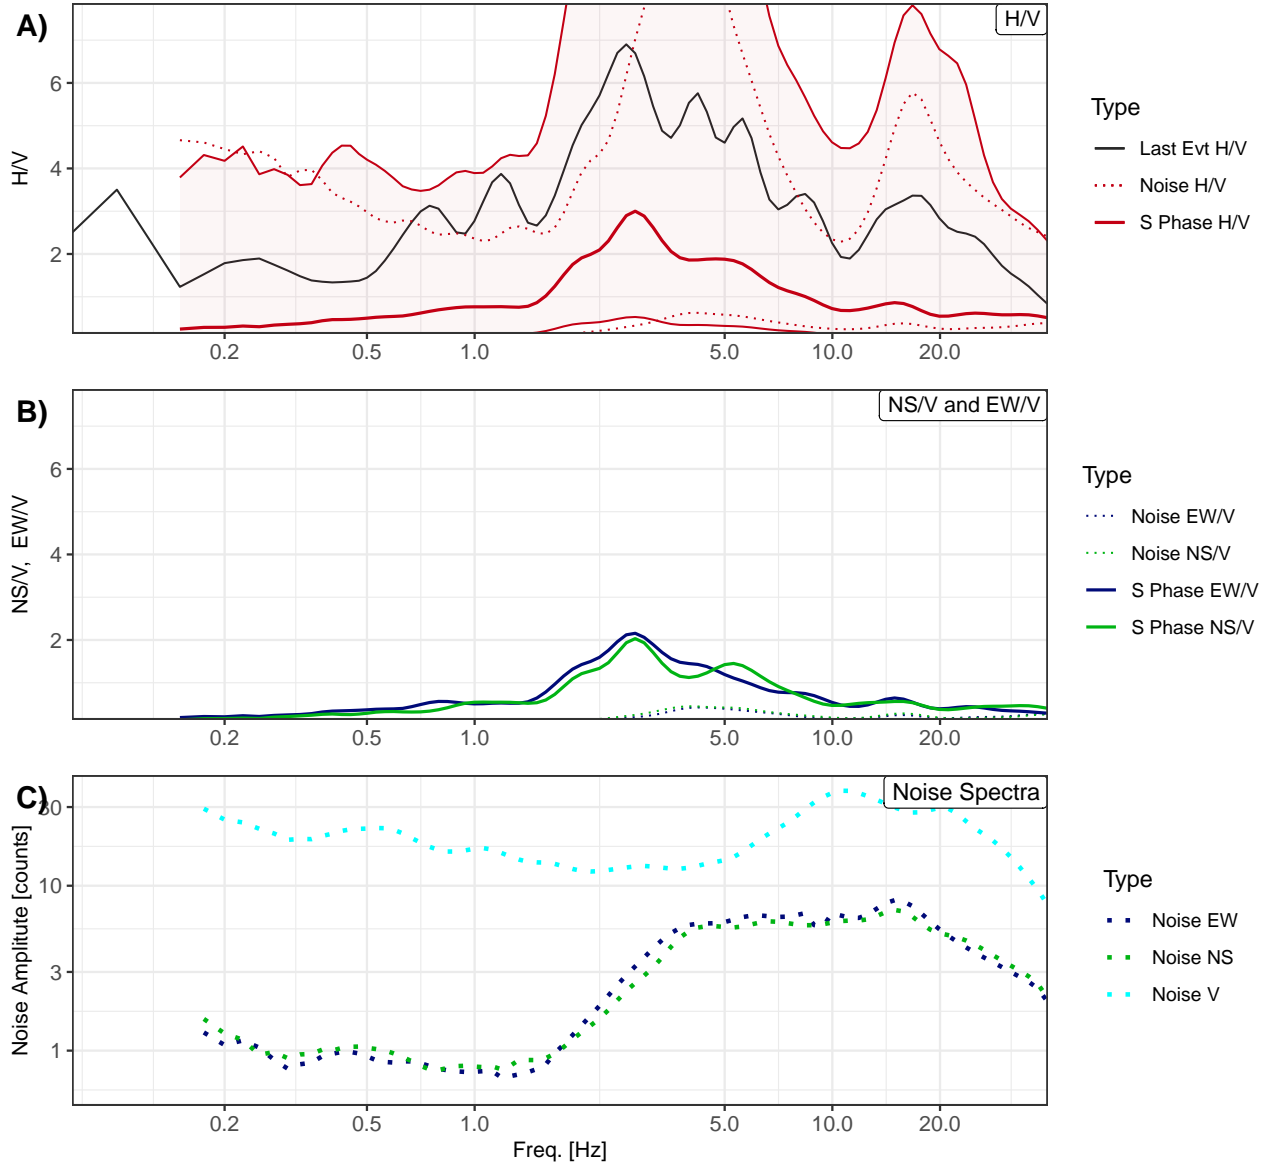 A)
H/V
H/V
6
4
2
0.2 0.5 1.0 5.0 10.0 20.0
Type
Last Evt H/V
Noise H/V
S Phase H/V
B)
NS/V and EW/V
NS/V, EW/V
6
4
2
0.2 0.5 1.0 5.0 10.0 20.0
Type
Noise EW/V
Noise NS/V
S Phase EW/V
S Phase NS/V
C)
Noise Spectra
Noise Amplitute [counts]
30
10
3
1
0.2 0.5 1.0 5.0 10.0 20.0
Freq. [Hz]
Type
Noise EW
Noise NS
Noise V